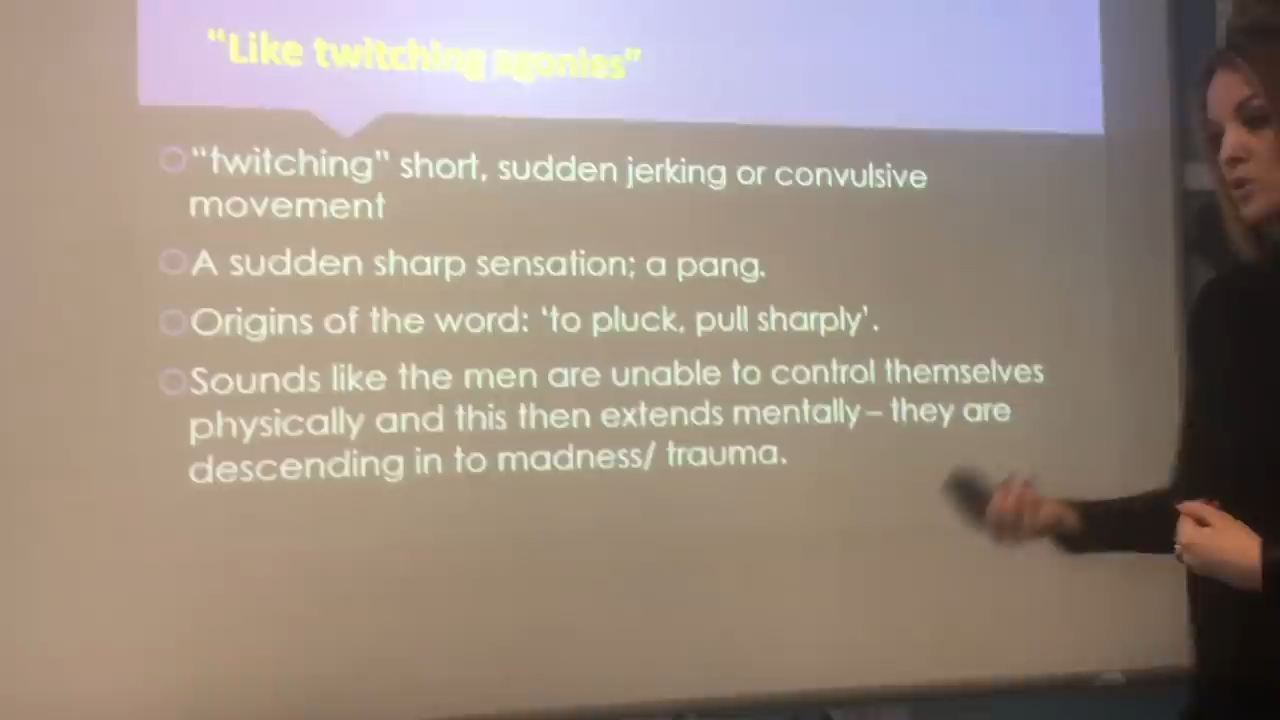 “Like twitching agonies”
“twitching” short, sudden jerking or convulsive
movement
A sudden sharp sensation; a pang.
Origins of the word: ‘to pluck, pull sharply’.
Sounds like the men are unable to control themselves
physically and this then extends mentally – they are
descending in to madness/ trauma.